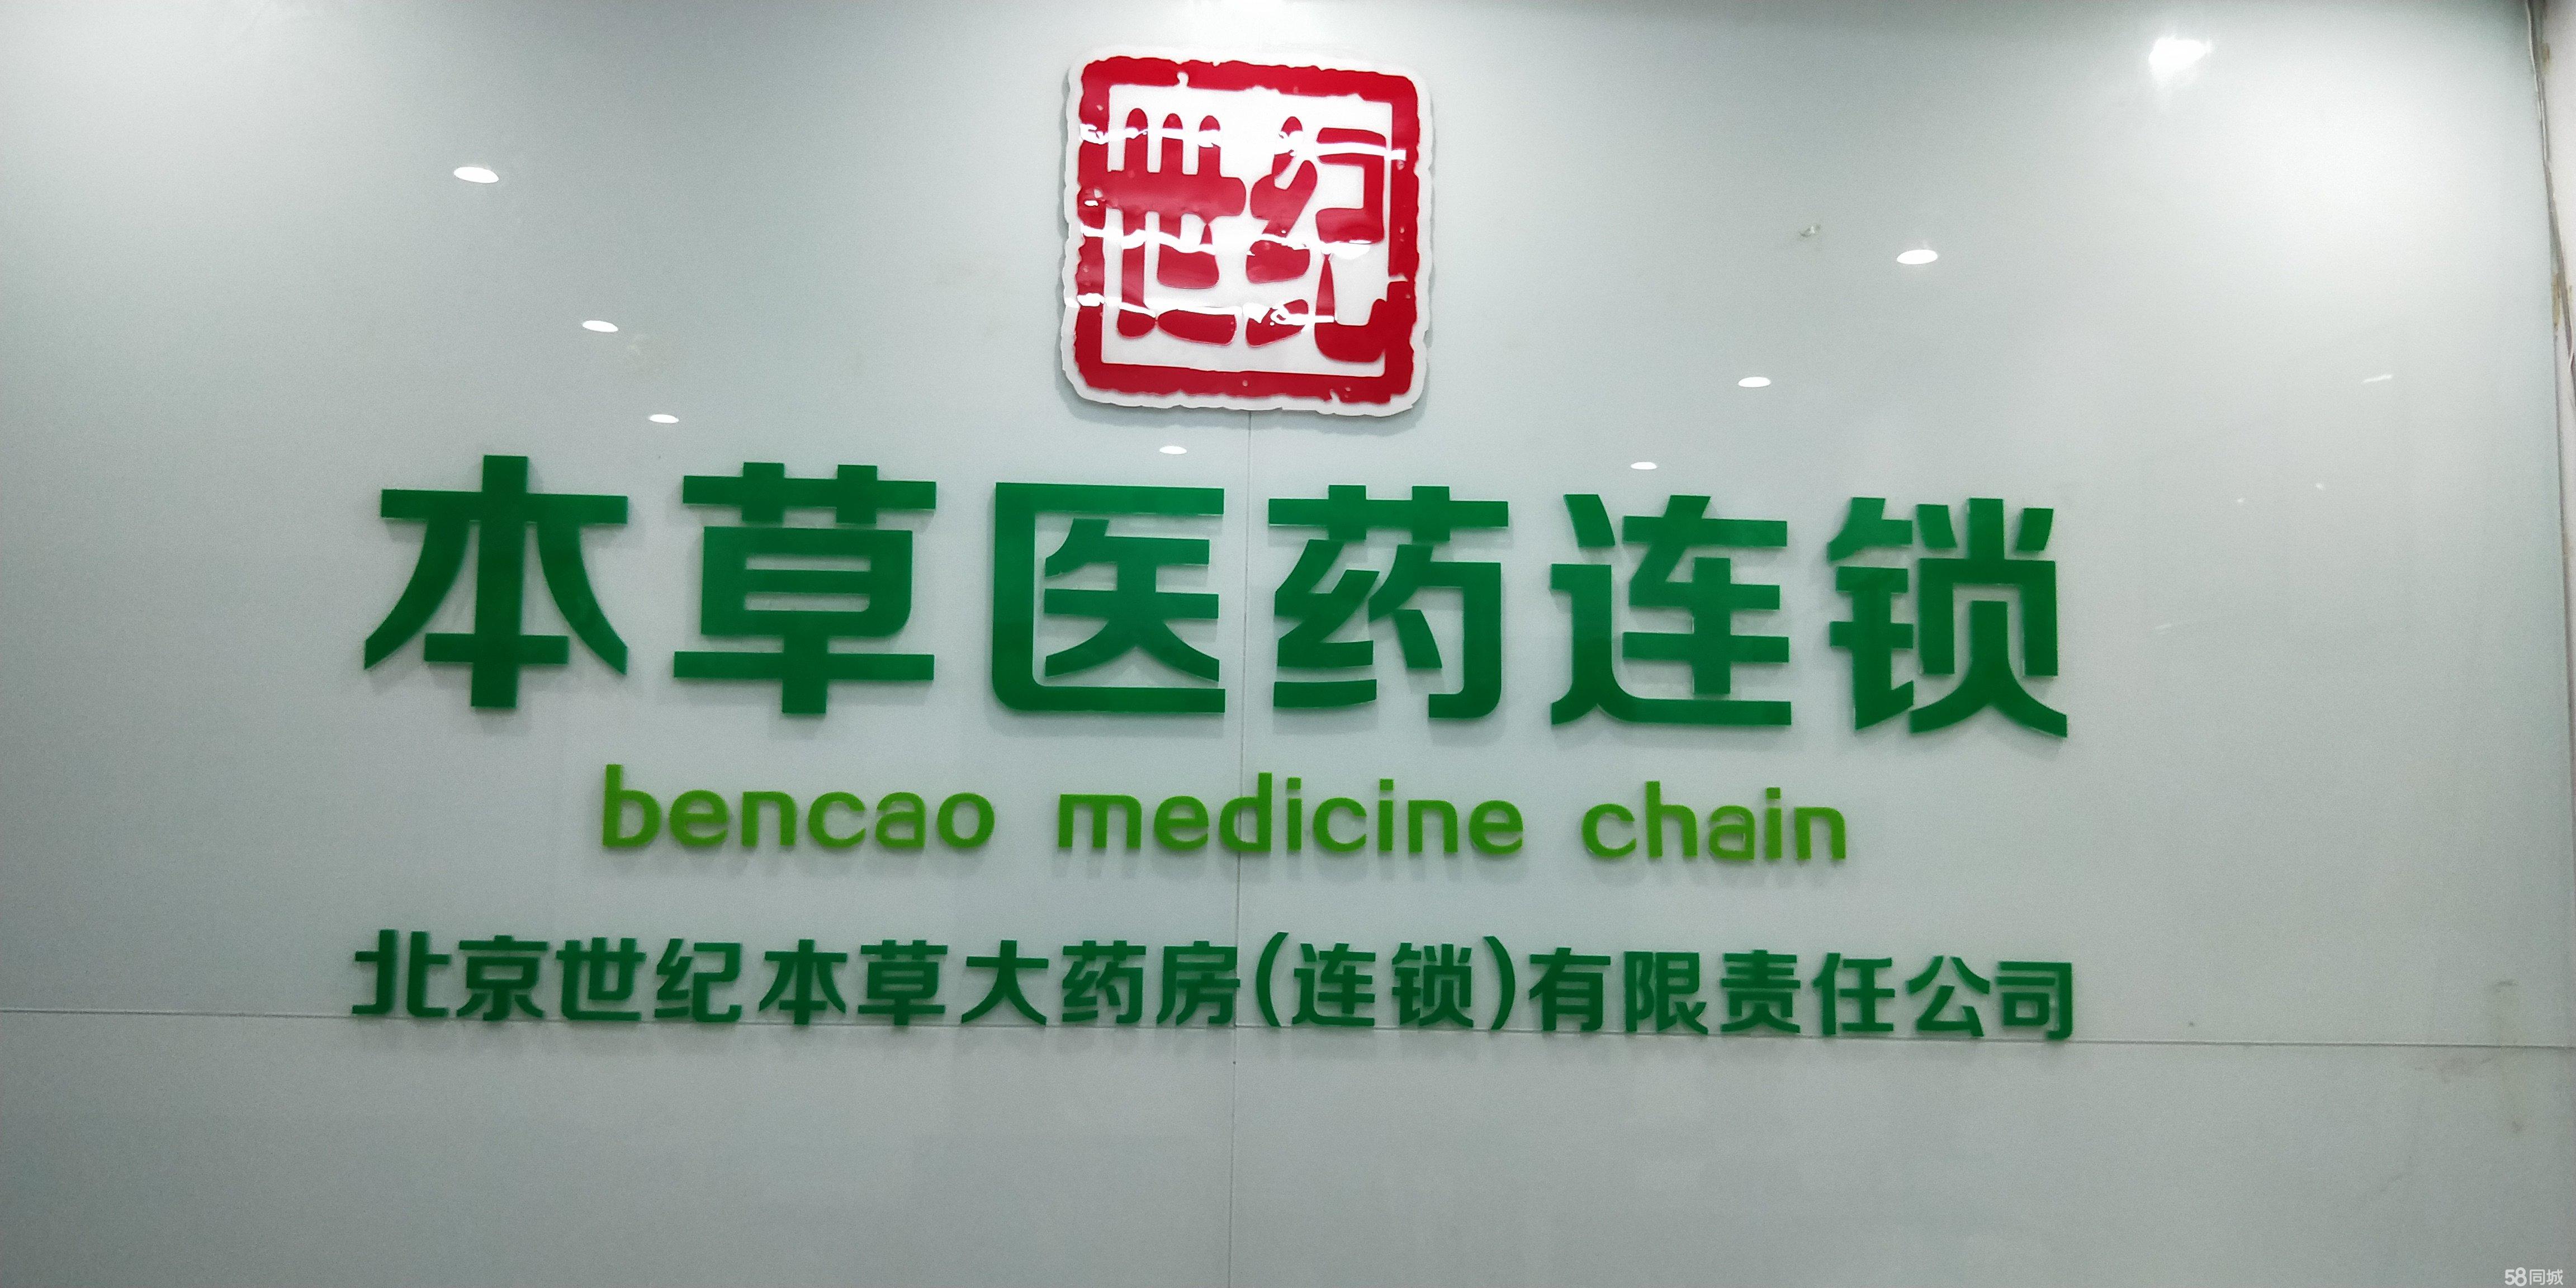 世纪
本草医药连锁
bencao medicine chain
北京世纪本草大药房(连锁)有限责任公司
58同城